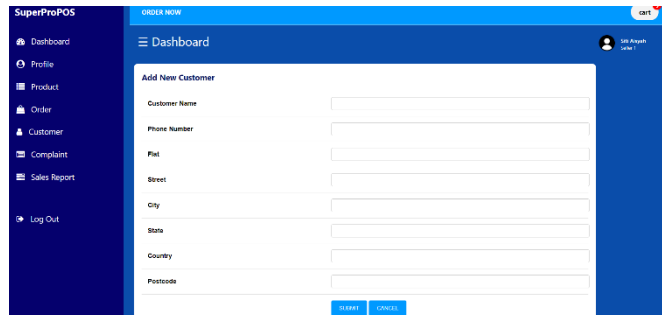 SuperProPOS
ORDER NOW
cart
Dashboard
Profile
Product
Order
Customer
Complaint
Sales Report
Log Out
☰ Dashboard
Siti Aisyah
Seller 1
Add New Customer
Customer Name
Phone Number
Flat
Street
City
State
Country
Postcode
SUBMIT CANCEL